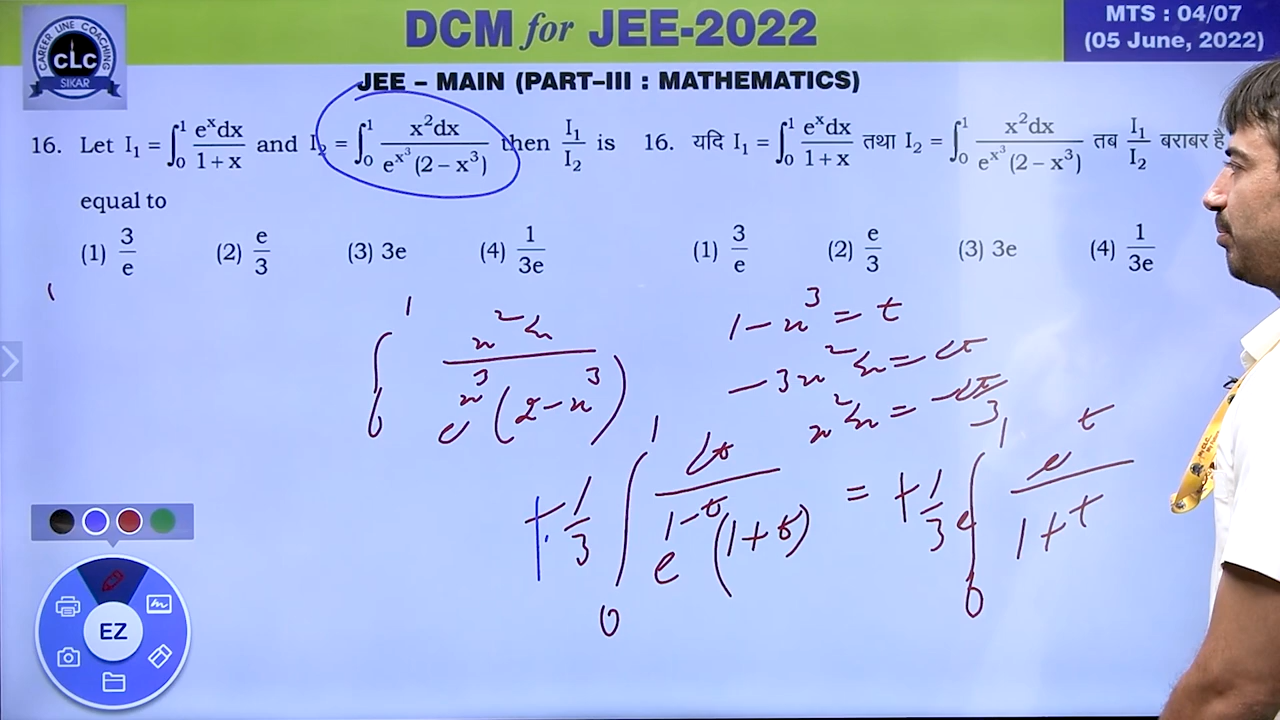 CAREER LINE COACHING
CLC
SIKAR
DCM for JEE-2022
MTS : 04/07
(05 June, 2022)
JEE – MAIN (PART–III : MATHEMATICS)
16. Let I₁ = ∫₀¹ eˣdx / (1 + x) and I₂ = ∫₀¹ x²dx / (e^(x³) (2 – x³)) then I₁/I₂ is
equal to
(1) 3/e (2) e/3 (3) 3e (4) 1/3e
16. यदि I₁ = ∫₀¹ eˣdx / (1 + x) तथा I₂ = ∫₀¹ x²dx / (e^(x³) (2 – x³)) तब I₁/I₂ बराबर है
(1) 3/e (2) e/3 (3) 3e (4) 1/3e
∫₀¹ x²dx / (e^(x³) (2 – x³))
1 – x³ = t
– 3x²dx = dt
x²dx = –dt/3
+ 1/3 ∫₀¹ dt / (e^(1–t) (1 + t)) = + 1/3e ∫₀¹ e^t / (1 + t)
EZ